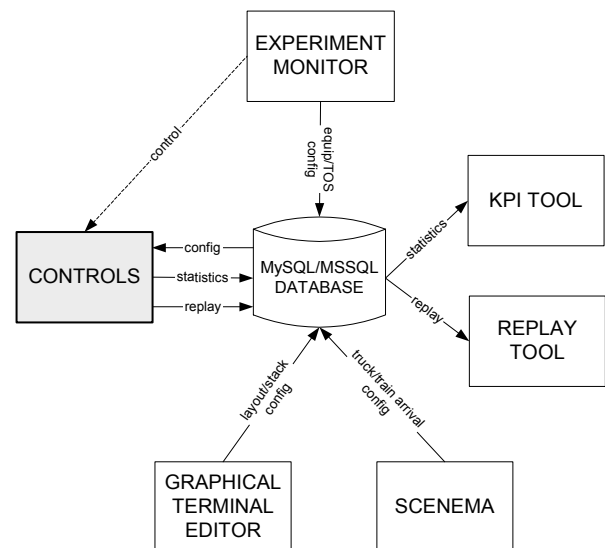 EXPERIMENT
MONITOR
control
equip/TOS
config
KPI TOOL
statistics
config
CONTROLS
statistics
replay
MySQL/MSSQL
DATABASE
replay
REPLAY
TOOL
layout/stack
config
truck/train arrival
config
GRAPHICAL
TERMINAL
EDITOR
SCENEMA